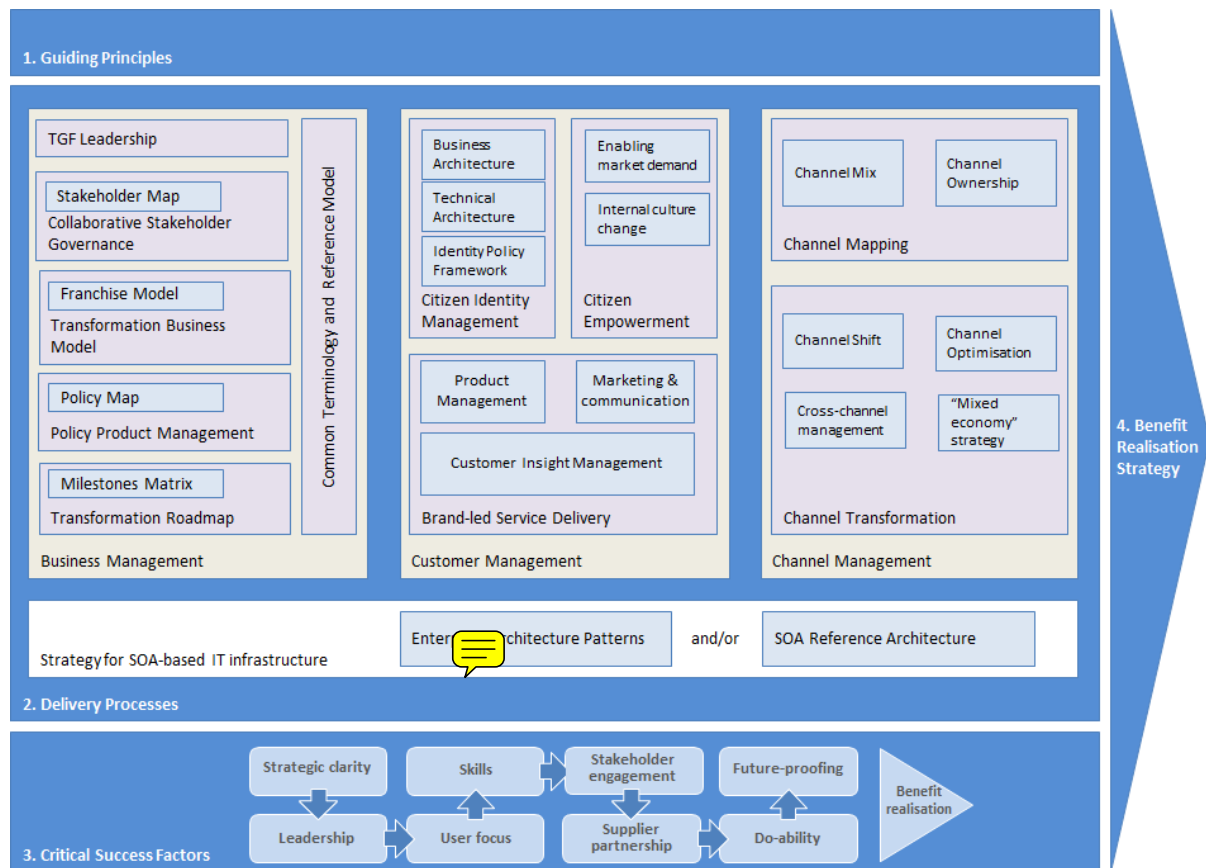 1. Guiding Principles
TGF Leadership
Stakeholder Map
Collaborative Stakeholder
Governance
Franchise Model
Transformation Business
Model
Policy Map
Policy Product Management
Milestones Matrix
Transformation Roadmap
Common Terminology and Reference Model
Business Management
Business
Architecture
Technical
Architecture
Identity Policy
Framework
Citizen Identity
Management
Enabling
market demand
Internal culture
change
Citizen
Empowerment
Product
Management
Marketing &
communication
Customer Insight Management
Brand-led Service Delivery
Customer Management
Channel Mix
Channel
Ownership
Channel Mapping
Channel Shift
Channel
Optimisation
Cross-channel
management
“Mixed
economy”
strategy
Channel Transformation
Channel Management
Strategy for SOA-based IT infrastructure
Architecture Patterns
and/or
SOA Reference Architecture
2. Delivery Processes
Strategic clarity
Leadership
User focus
Skills
Stakeholder
engagement
Supplier
partnership
Do-ability
Future-proofing
Benefit
realisation
3. Critical Success Factors
4. Benefit
Realisation
Strategy